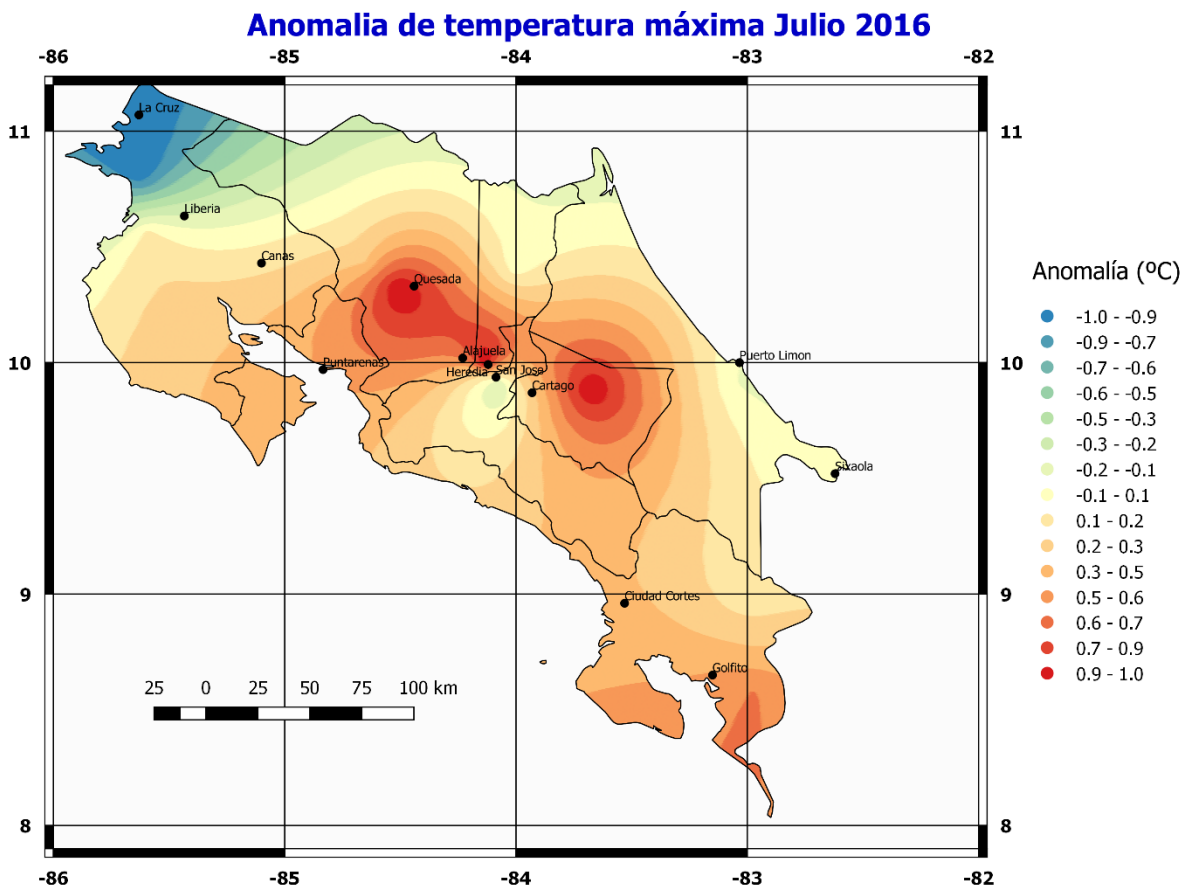 Anomalia de temperatura máxima Julio 2016
-86 -85 -84 -83 -82
La Cruz
11 11
Liberia
Canas
Quesada
Anomalía (ºC)
-1.0 - -0.9
-0.9 - -0.7
-0.7 - -0.6
-0.6 - -0.5
-0.5 - -0.3
-0.3 - -0.2
-0.2 - -0.1
-0.1 - 0.1
0.1 - 0.2
0.2 - 0.3
0.3 - 0.5
0.5 - 0.6
0.6 - 0.7
0.7 - 0.9
0.9 - 1.0
Alajuela
10 10
Puntarenas
Puerto Limon
Heredia
San Jose
Cartago
Sixaola
9 9
Ciudad Cortes
Golfito
25 0 25 50 75 100 km
8 8
-86 -85 -84 -83 -82